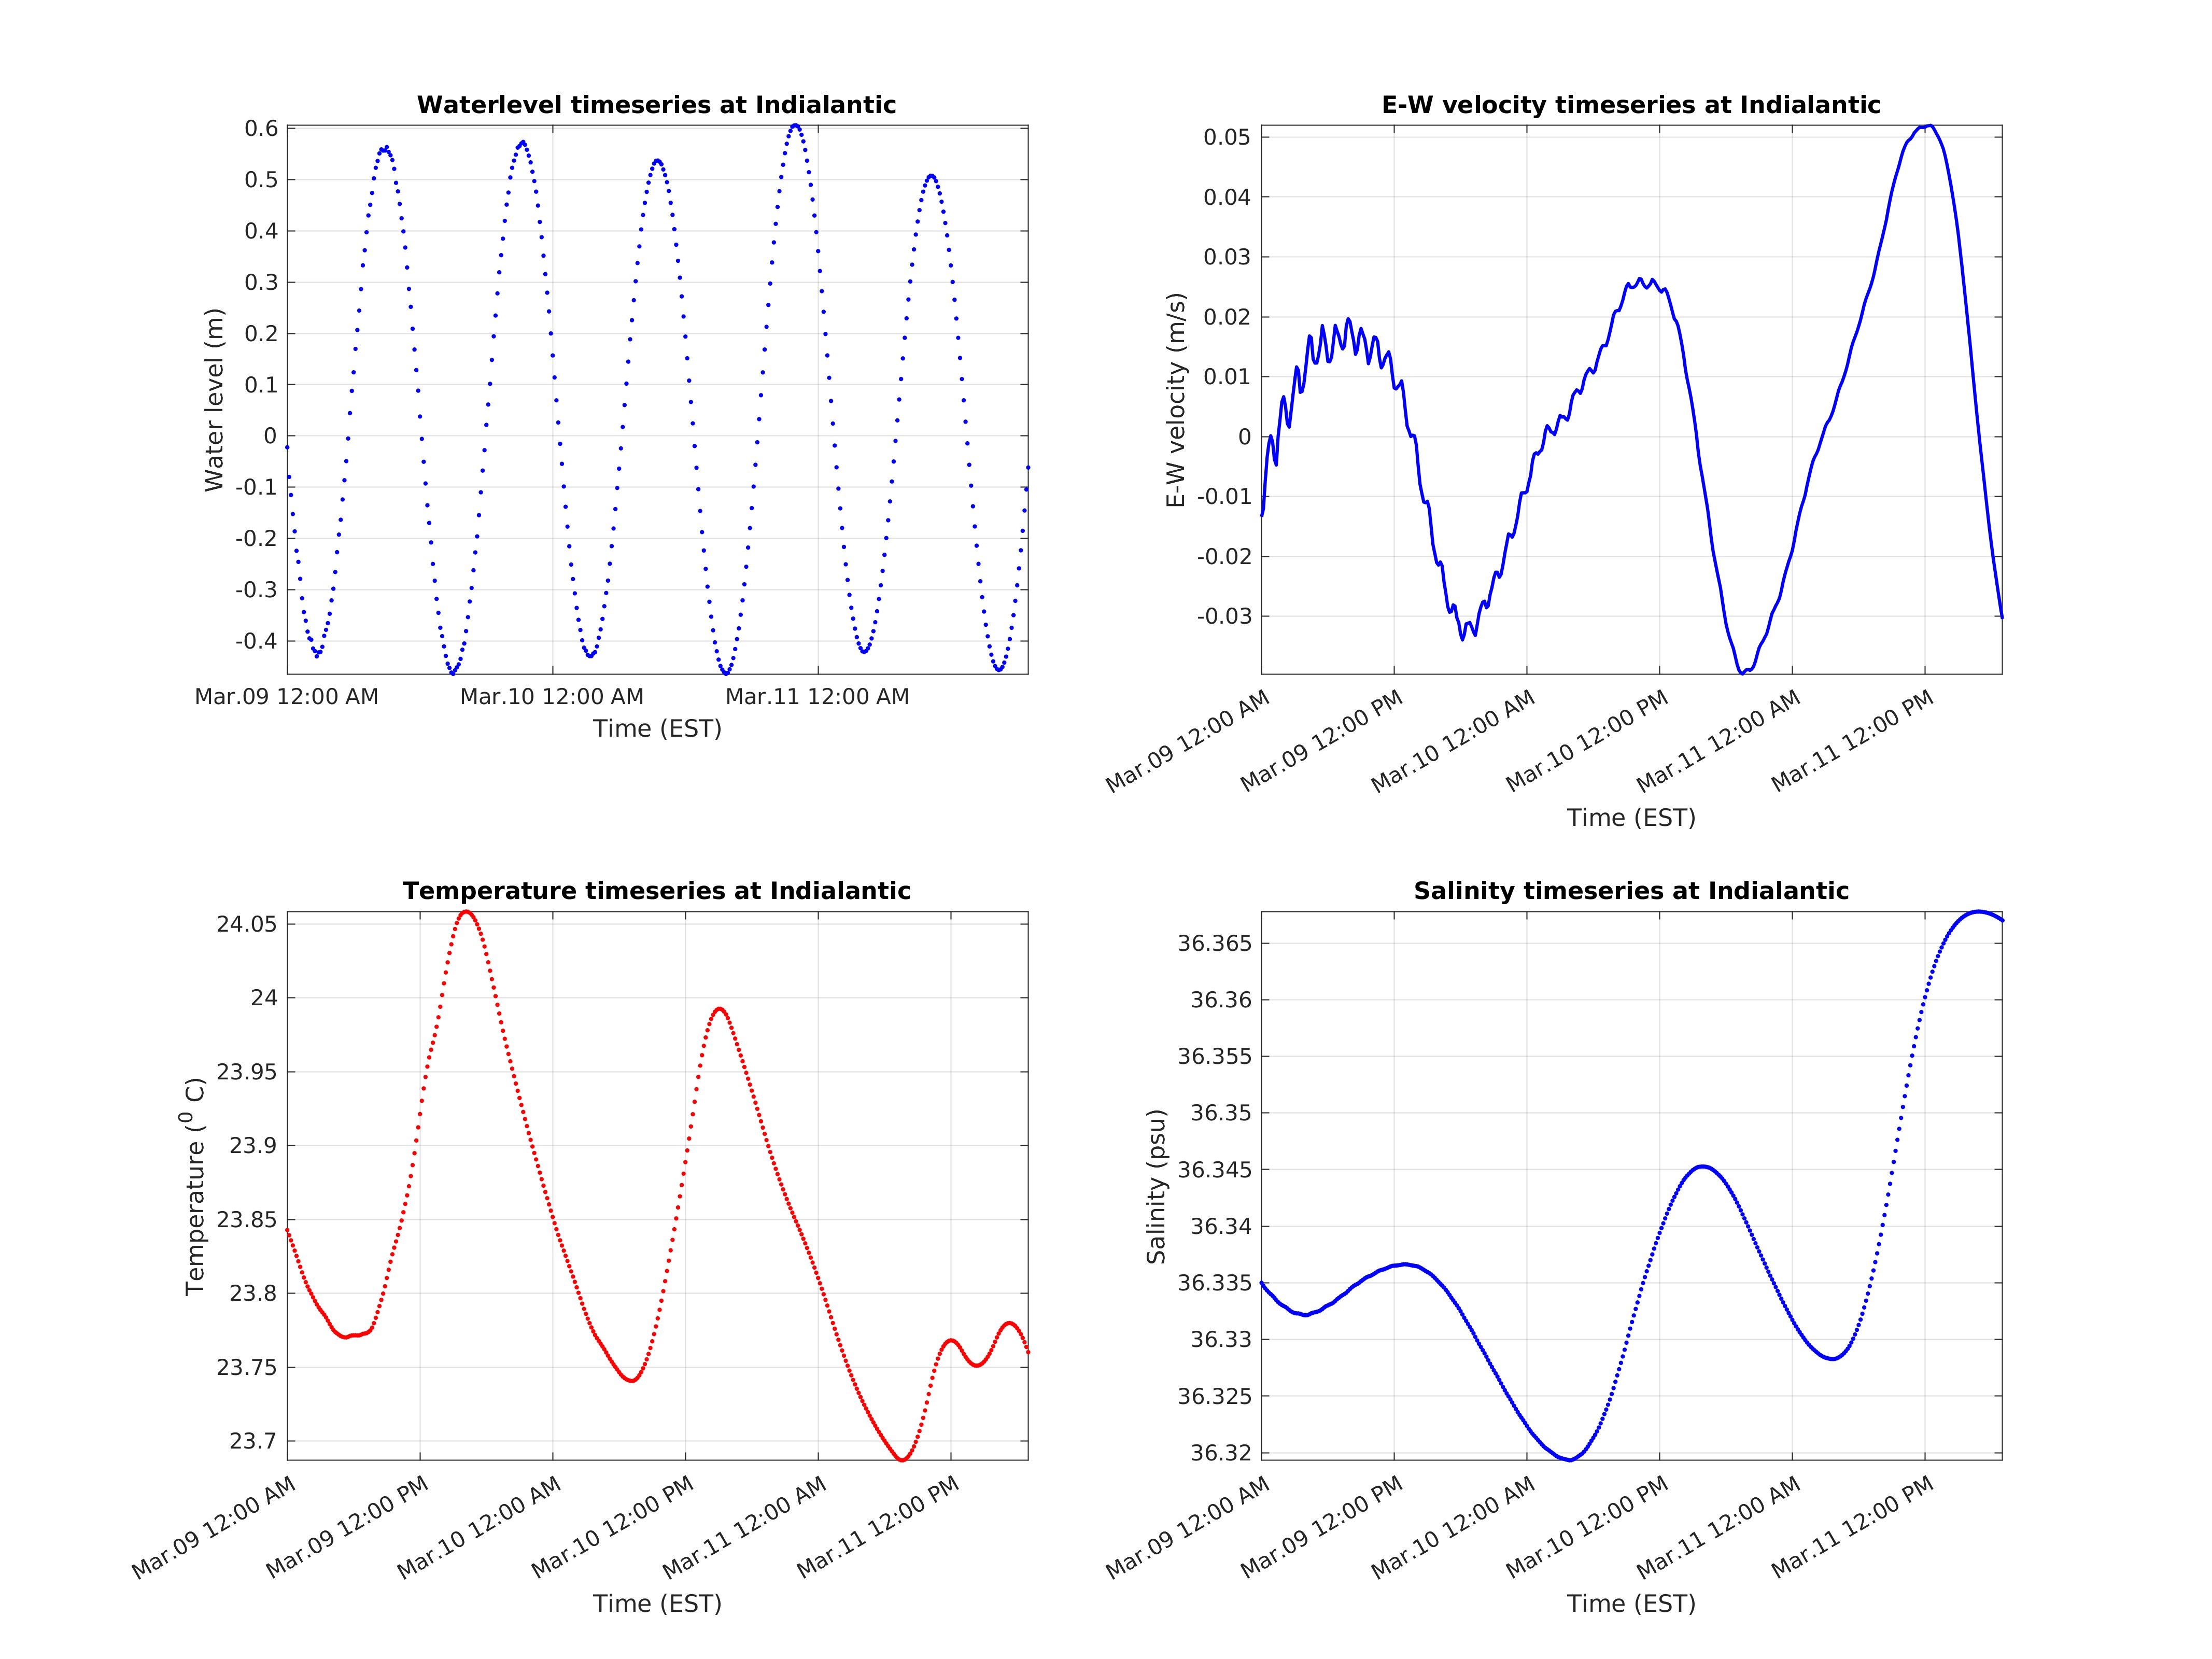 Waterlevel timeseries at Indialantic
0.6
0.5
0.4
0.3
0.2
0.1
0
-0.1
-0.2
-0.3
-0.4
Water level (m)
Mar.09 12:00 AM
Mar.10 12:00 AM
Mar.11 12:00 AM
Time (EST)
E-W velocity timeseries at Indialantic
0.05
0.04
0.03
0.02
0.01
0
-0.01
-0.02
-0.03
E-W velocity (m/s)
Mar.09 12:00 AM
Mar.09 12:00 PM
Mar.10 12:00 AM
Mar.10 12:00 PM
Mar.11 12:00 AM
Mar.11 12:00 PM
Time (EST)
Temperature timeseries at Indialantic
24.05
24
23.95
23.9
23.85
23.8
23.75
23.7
Temperature (⁰ C)
Mar.09 12:00 AM
Mar.09 12:00 PM
Mar.10 12:00 AM
Mar.10 12:00 PM
Mar.11 12:00 AM
Mar.11 12:00 PM
Time (EST)
Salinity timeseries at Indialantic
36.365
36.36
36.355
36.35
36.345
36.34
36.335
36.33
36.325
36.32
Salinity (psu)
Mar.09 12:00 AM
Mar.09 12:00 PM
Mar.10 12:00 AM
Mar.10 12:00 PM
Mar.11 12:00 AM
Mar.11 12:00 PM
Time (EST)